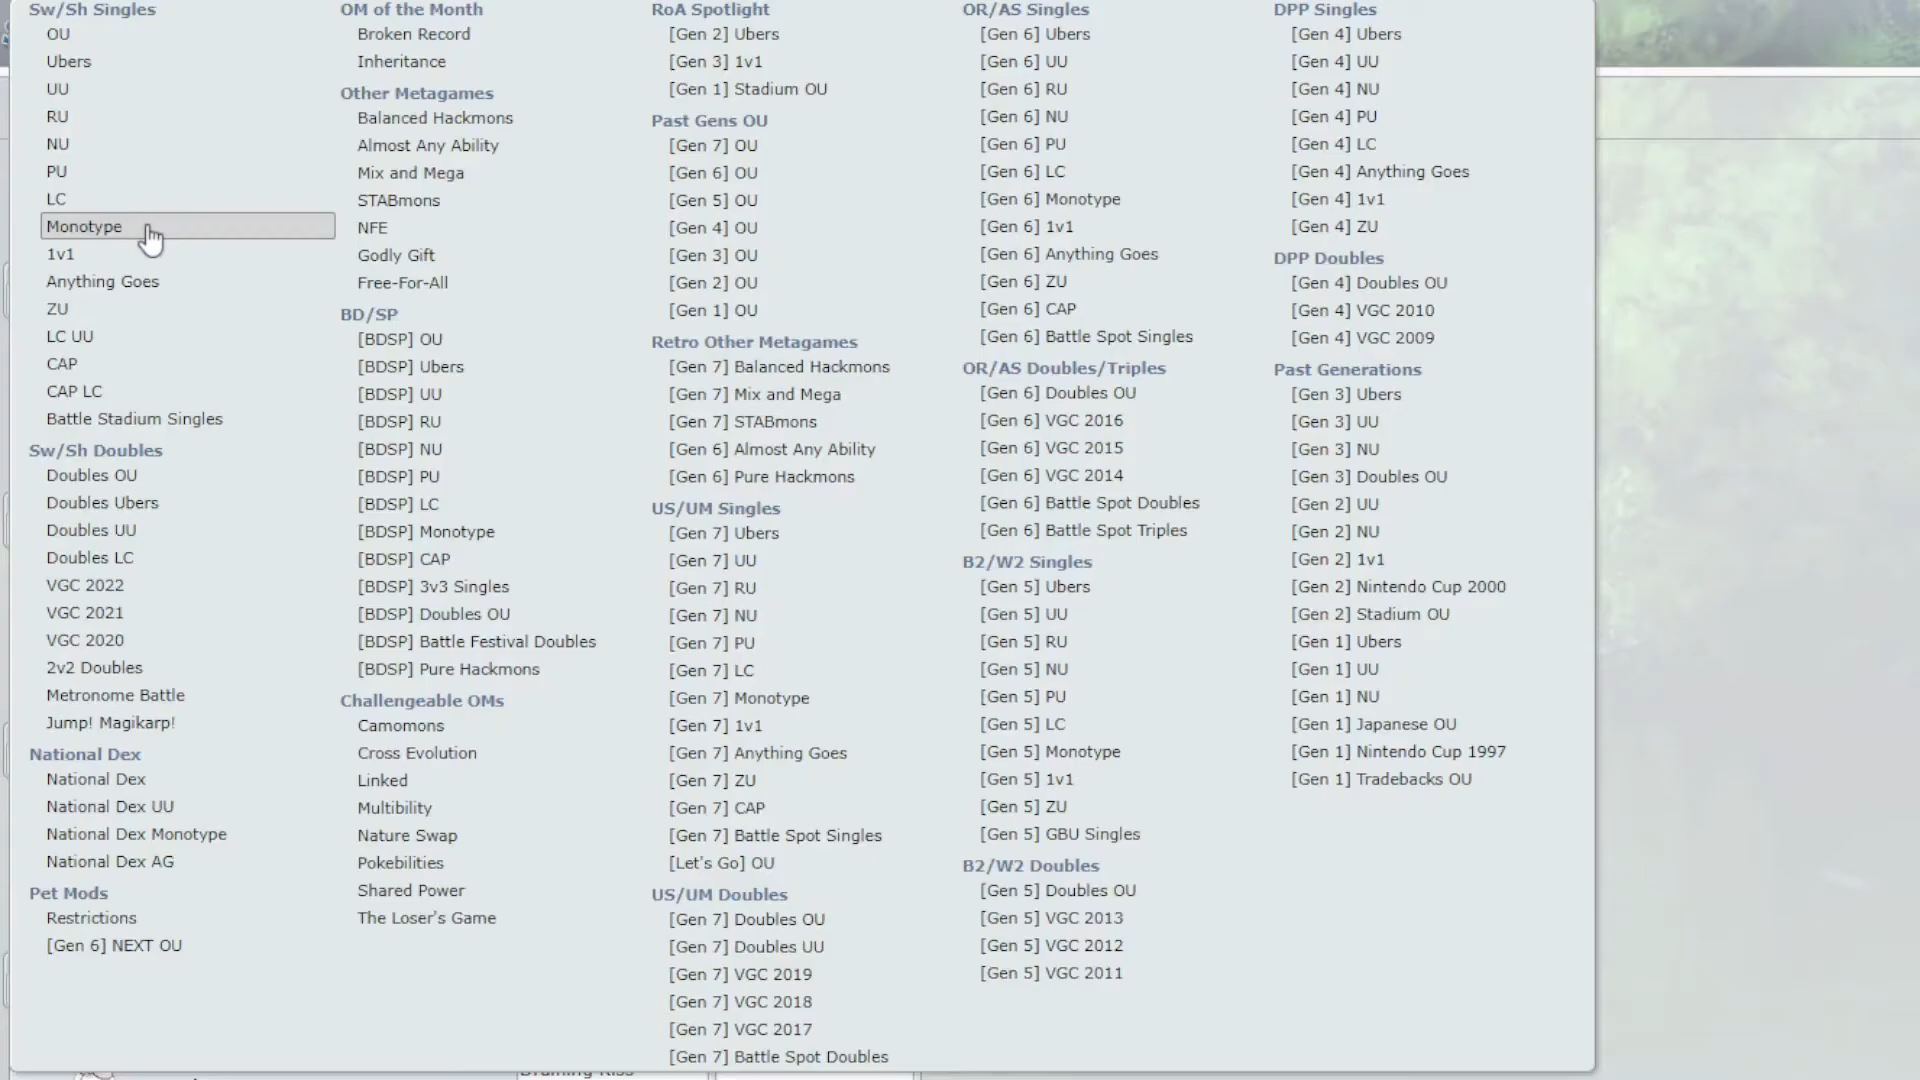 Sw/Sh Singles
OU
Ubers
UU
RU
NU
PU
LC
Monotype
1v1
Anything Goes
ZU
LC UU
CAP
CAP LC
Battle Stadium Singles
Sw/Sh Doubles
Doubles OU
Doubles Ubers
Doubles UU
Doubles LC
VGC 2022
VGC 2021
VGC 2020
2v2 Doubles
Metronome Battle
Jump! Magikarp!
National Dex
National Dex
National Dex UU
National Dex Monotype
National Dex AG
Pet Mods
Restrictions
[Gen 6] NEXT OU
OM of the Month
Broken Record
Inheritance
Other Metagames
Balanced Hackmons
Almost Any Ability
Mix and Mega
STABmons
NFE
Godly Gift
Free-For-All
BD/SP
[BDSP] OU
[BDSP] Ubers
[BDSP] UU
[BDSP] RU
[BDSP] NU
[BDSP] PU
[BDSP] LC
[BDSP] Monotype
[BDSP] CAP
[BDSP] 3v3 Singles
[BDSP] Doubles OU
[BDSP] Battle Festival Doubles
[BDSP] Pure Hackmons
Challengeable OMs
Camomons
Cross Evolution
Linked
Multibility
Nature Swap
Pokebilities
Shared Power
The Loser's Game
RoA Spotlight
[Gen 2] Ubers
[Gen 3] 1v1
[Gen 1] Stadium OU
Past Gens OU
[Gen 7] OU
[Gen 6] OU
[Gen 5] OU
[Gen 4] OU
[Gen 3] OU
[Gen 2] OU
[Gen 1] OU
Retro Other Metagames
[Gen 7] Balanced Hackmons
[Gen 7] Mix and Mega
[Gen 7] STABmons
[Gen 6] Almost Any Ability
[Gen 6] Pure Hackmons
US/UM Singles
[Gen 7] Ubers
[Gen 7] UU
[Gen 7] RU
[Gen 7] NU
[Gen 7] PU
[Gen 7] LC
[Gen 7] Monotype
[Gen 7] 1v1
[Gen 7] Anything Goes
[Gen 7] ZU
[Gen 7] CAP
[Gen 7] Battle Spot Singles
[Let's Go] OU
US/UM Doubles
[Gen 7] Doubles OU
[Gen 7] Doubles UU
[Gen 7] VGC 2019
[Gen 7] VGC 2018
[Gen 7] VGC 2017
[Gen 7] Battle Spot Doubles
OR/AS Singles
[Gen 6] Ubers
[Gen 6] UU
[Gen 6] RU
[Gen 6] NU
[Gen 6] PU
[Gen 6] LC
[Gen 6] Monotype
[Gen 6] 1v1
[Gen 6] Anything Goes
[Gen 6] ZU
[Gen 6] CAP
[Gen 6] Battle Spot Singles
OR/AS Doubles/Triples
[Gen 6] Doubles OU
[Gen 6] VGC 2016
[Gen 6] VGC 2015
[Gen 6] VGC 2014
[Gen 6] Battle Spot Doubles
[Gen 6] Battle Spot Triples
B2/W2 Singles
[Gen 5] Ubers
[Gen 5] UU
[Gen 5] RU
[Gen 5] NU
[Gen 5] PU
[Gen 5] LC
[Gen 5] Monotype
[Gen 5] 1v1
[Gen 5] ZU
[Gen 5] GBU Singles
B2/W2 Doubles
[Gen 5] Doubles OU
[Gen 5] VGC 2013
[Gen 5] VGC 2012
[Gen 5] VGC 2011
DPP Singles
[Gen 4] Ubers
[Gen 4] UU
[Gen 4] NU
[Gen 4] PU
[Gen 4] LC
[Gen 4] Anything Goes
[Gen 4] 1v1
[Gen 4] ZU
DPP Doubles
[Gen 4] Doubles OU
[Gen 4] VGC 2010
[Gen 4] VGC 2009
Past Generations
[Gen 3] Ubers
[Gen 3] UU
[Gen 3] NU
[Gen 3] Doubles OU
[Gen 2] UU
[Gen 2] NU
[Gen 2] 1v1
[Gen 2] Nintendo Cup 2000
[Gen 2] Stadium OU
[Gen 1] Ubers
[Gen 1] UU
[Gen 1] NU
[Gen 1] Japanese OU
[Gen 1] Nintendo Cup 1997
[Gen 1] Tradebacks OU